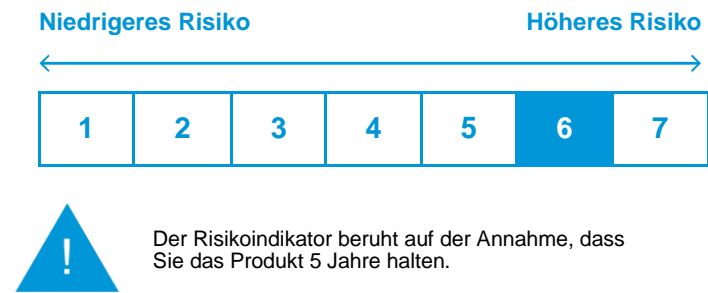 Niedrigeres Risiko Höheres Risiko
1 2 3 4 5 6 7
!
Der Risikoindikator beruht auf der Annahme, dass
Sie das Produkt 5 Jahre halten.